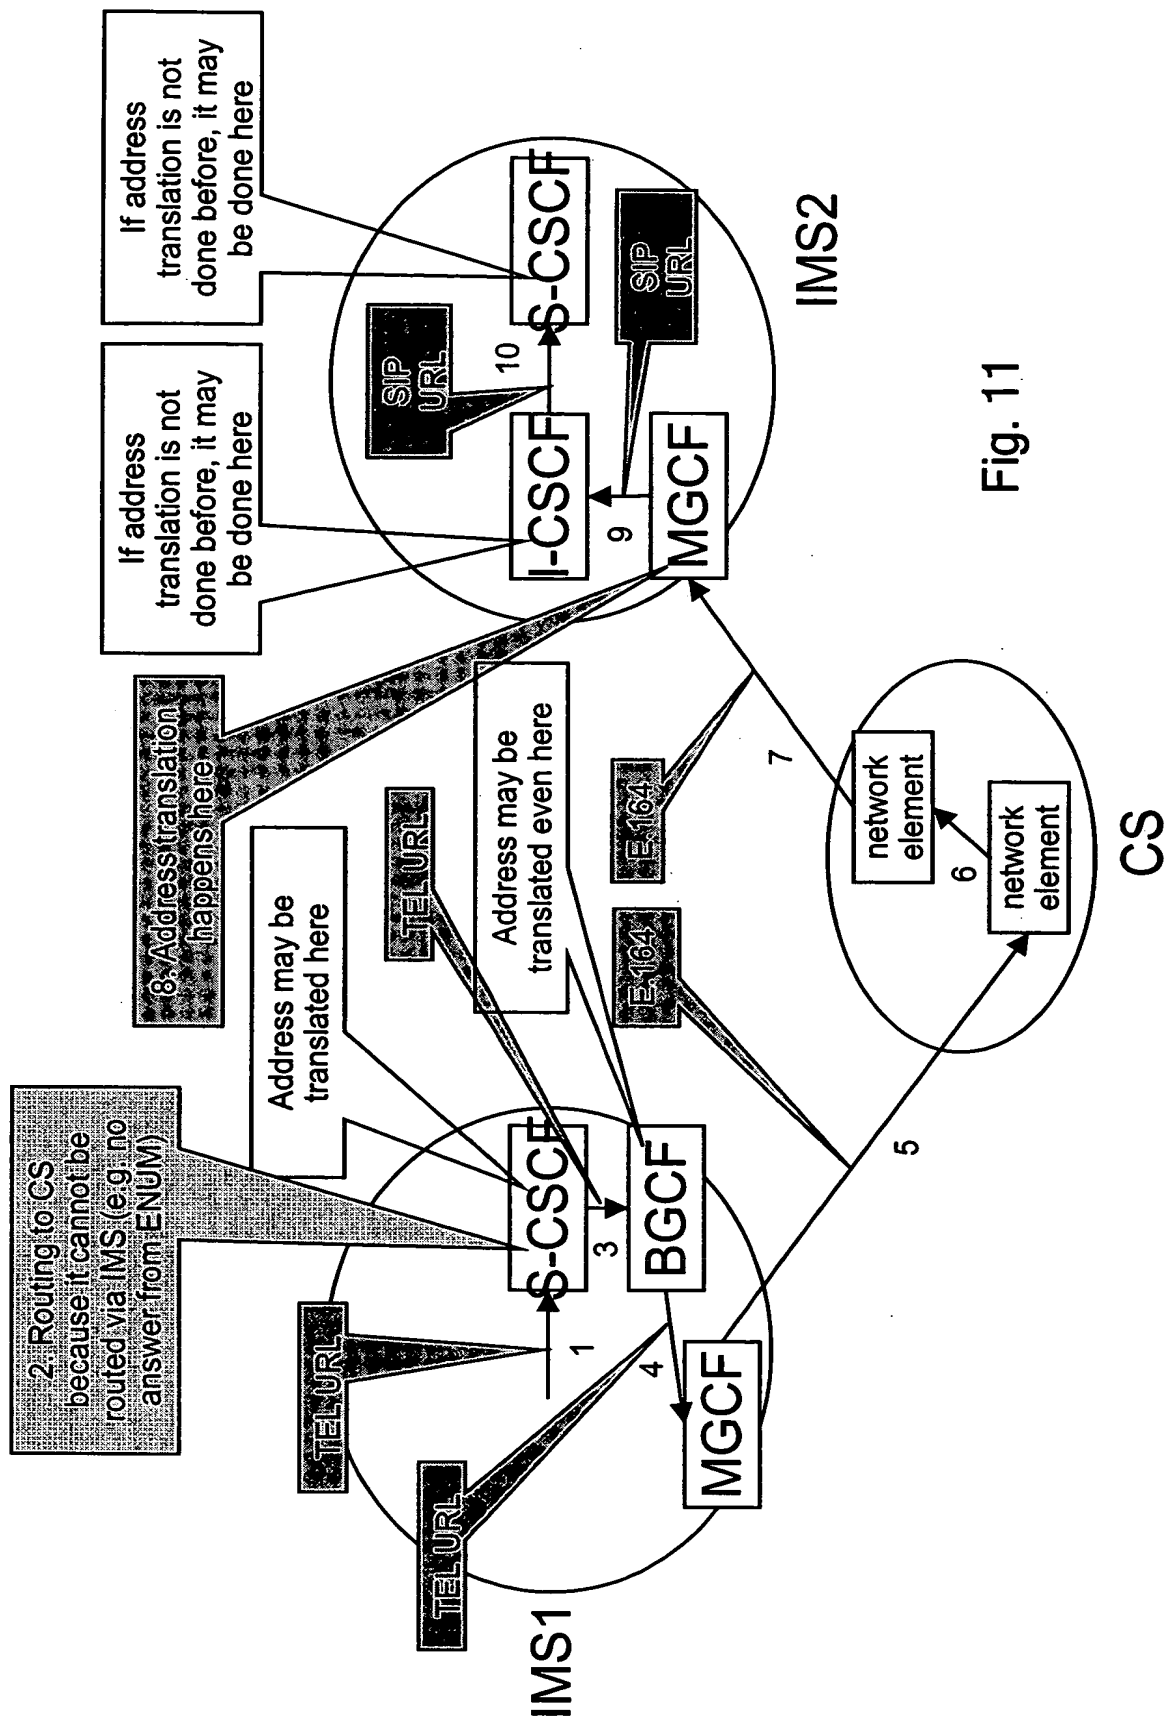 2. Routing to CS
because it cannot be
routed via IMS (e.g. no
answer from ENUM)
8. Address translation
happens here
If address
translation is not
done before, it may
be done here
If address
translation is not
done before, it may
be done here
Address may be
translated here
TEL URL
TEL URL
TEL URL
Address may be
translated even here
SIP
URL
SIP
URL
E.164
E.164
1
S-CSCF
3
BGCF
4
MGCF
IMS1
5
network
element
6
network
element
CS
7
MGCF
9
I-CSCF
10
S-CSCF
IMS2
Fig. 11